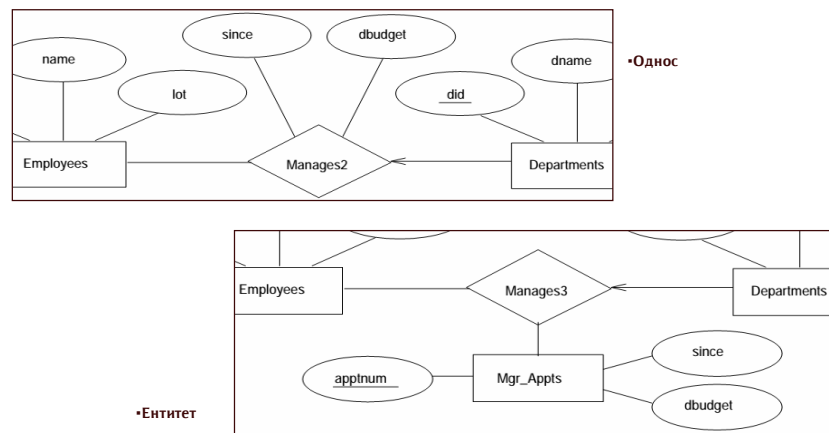 since
dbudget
name
dname
▪Однос
lot
did
Employees
Manages2
Departments
Employees
Manages3
Departments
since
apptnum
Mgr_Appts
dbudget
▪Ентитет